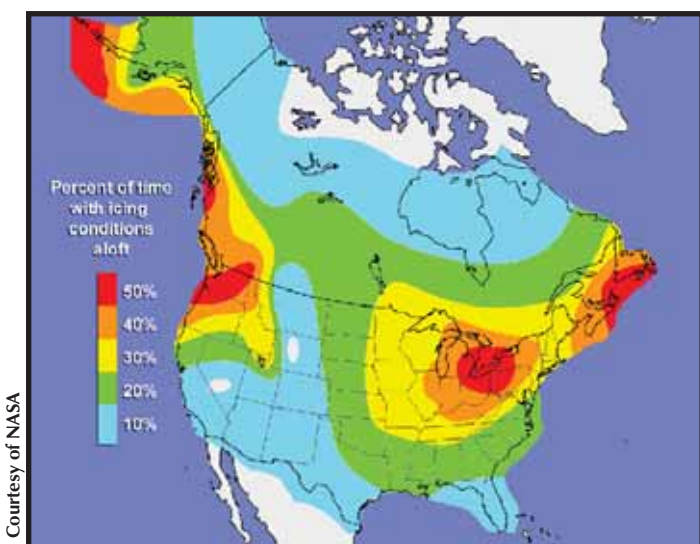 Percent of time
with icing
conditions
aloft
50%
40%
30%
20%
10%
Courtesy of NASA